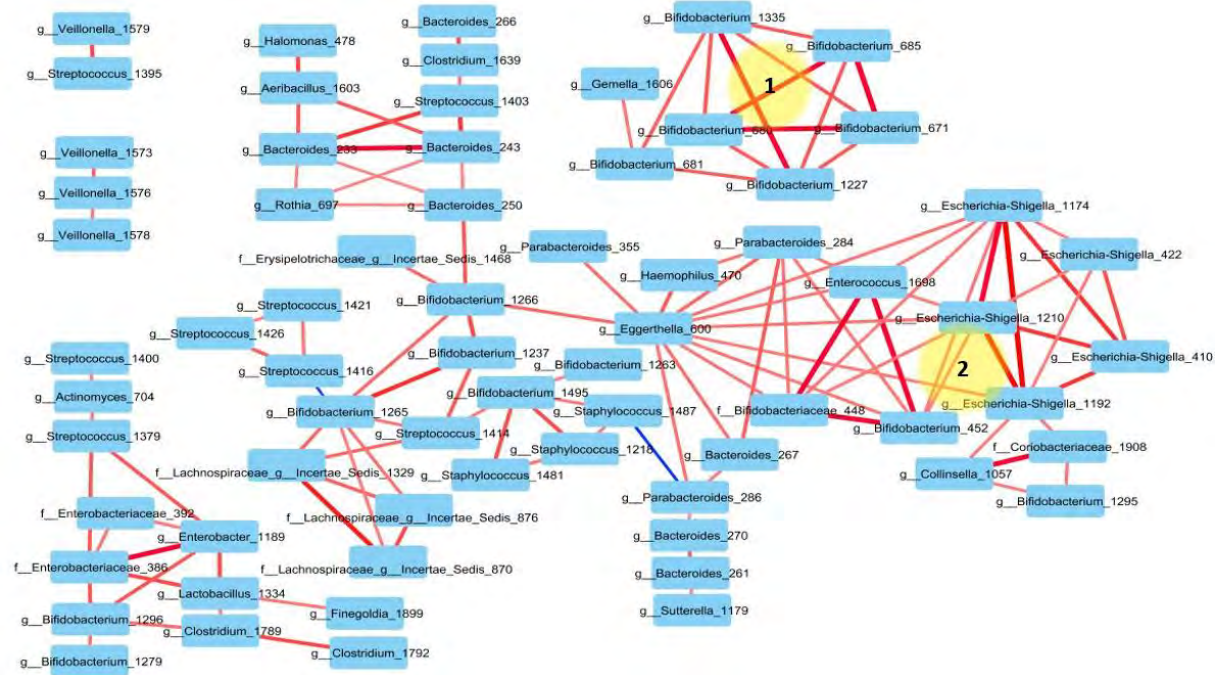 g__Veillonella_1579
g__Streptococcus_1395
g__Veillonella_1573
g__Veillonella_1576
g__Veillonella_1578
g__Halomonas_478
g__Aeribacillus_1603
g__Bacteroides_233
g__Rothia_697
g__Bacteroides_266
g__Clostridium_1639
g__Streptococcus_1403
g__Bacteroides_243
g__Bacteroides_250
f__Erysipelotrichaceae_g__Incertae_Sedis_1468
g__Bifidobacterium_1266
g__Streptococcus_1421
g__Streptococcus_1426
g__Streptococcus_1416
g__Bifidobacterium_1237
g__Bifidobacterium_1263
g__Bifidobacterium_1495
g__Bifidobacterium_1265
g__Staphylococcus_1487
g__Streptococcus_1414
g__Staphylococcus_1218
f__Lachnospiraceae_g__Incertae_Sedis_1329
g__Staphylococcus_1481
f__Lachnospiraceae_g__Incertae_Sedis_876
f__Lachnospiraceae_g__Incertae_Sedis_870
g__Streptococcus_1400
g__Actinomyces_704
g__Streptococcus_1379
f__Enterobacteriaceae_392
g__Enterobacter_1189
f__Enterobacteriaceae_386
g__Lactobacillus_1334
g__Bifidobacterium_1296
g__Clostridium_1789
g__Bifidobacterium_1279
g__Finegoldia_1899
g__Clostridium_1792
g__Bifidobacterium_1335
g__Bifidobacterium_685
1
g__Gemella_1606
g__Bifidobacterium_680
g__Bifidobacterium_671
g__Bifidobacterium_681
g__Bifidobacterium_1227
g__Escherichia-Shigella_1174
g__Parabacteroides_355
g__Parabacteroides_284
g__Escherichia-Shigella_422
g__Haemophilus_470
g__Enterococcus_1698
g__Eggerthella_600
g__Escherichia-Shigella_1210
g__Escherichia-Shigella_410
2
g__Escherichia-Shigella_1192
f__Bifidobacteriaceae_448
g__Bifidobacterium_452
f__Coriobacteriaceae_1908
g__Bacteroides_267
g__Collinsella_1057
g__Parabacteroides_286
g__Bifidobacterium_1295
g__Bacteroides_270
g__Bacteroides_261
g__Sutterella_1179